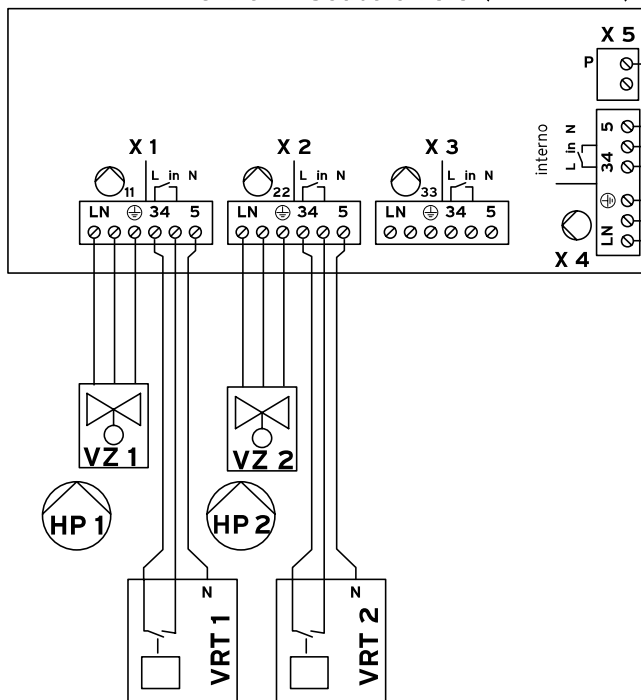 X 5
P
X 1
X 2
X 3
L in N
L in N
L in N
11
22
33
LN 34 5
LN 34 5
LN 34 5
interno
L in N
5
34
LN
X 4
VZ 1
VZ 2
HP 1
HP 2
N
N
VRT 1
VRT 2